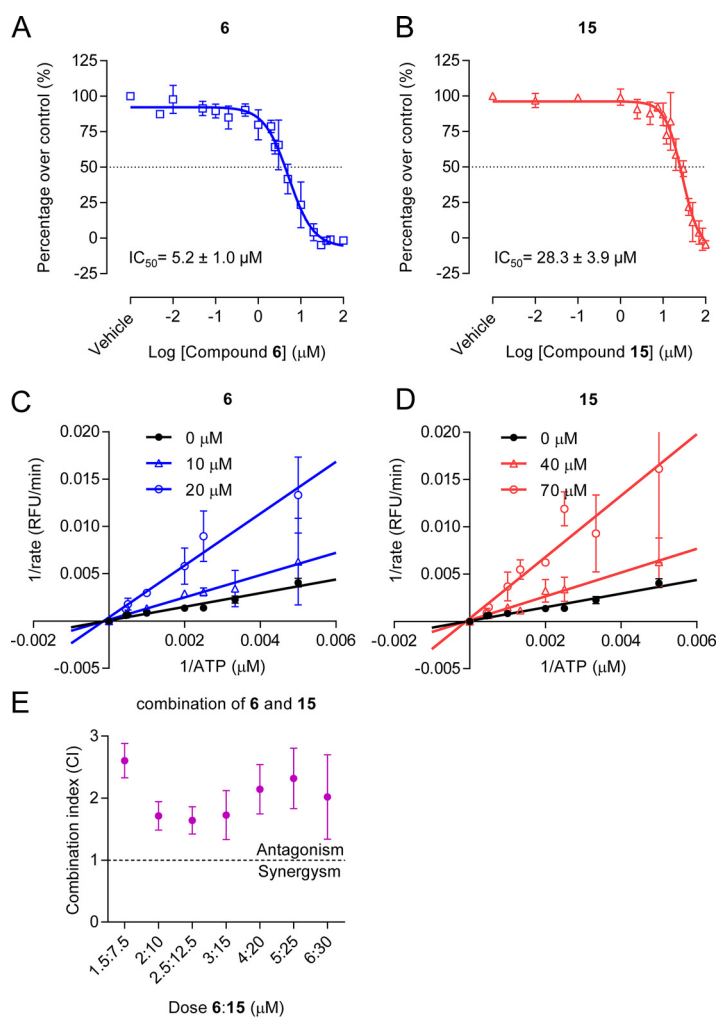 A
6
Percentage over control (%)
125
100
75
50
25
0
-25
IC50= 5.2 ± 1.0 µM
Vehicle
-2
-1
0
1
2
Log [Compound 6] (µM)
B
15
Percentage over control (%)
125
100
75
50
25
0
-25
IC50= 28.3 ± 3.9 µM
Vehicle
-2
-1
0
1
2
Log [Compound 15] (µM)
C
6
1/rate (RFU/min)
0.020
0.015
0.010
0.005
-0.005
0 µM
10 µM
20 µM
-0.002
0.002
0.004
0.006
1/ATP (µM)
D
15
1/rate (RFU/min)
0.020
0.015
0.010
0.005
-0.005
0 µM
40 µM
70 µM
-0.002
0.002
0.004
0.006
1/ATP (µM)
E
combination of 6 and 15
Combination index (CI)
3
2
1
0
Antagonism
Synergysm
1.5:7.5
2:10
2.5:12.5
3:15
4:20
5:25
6:30
Dose 6:15 (µM)